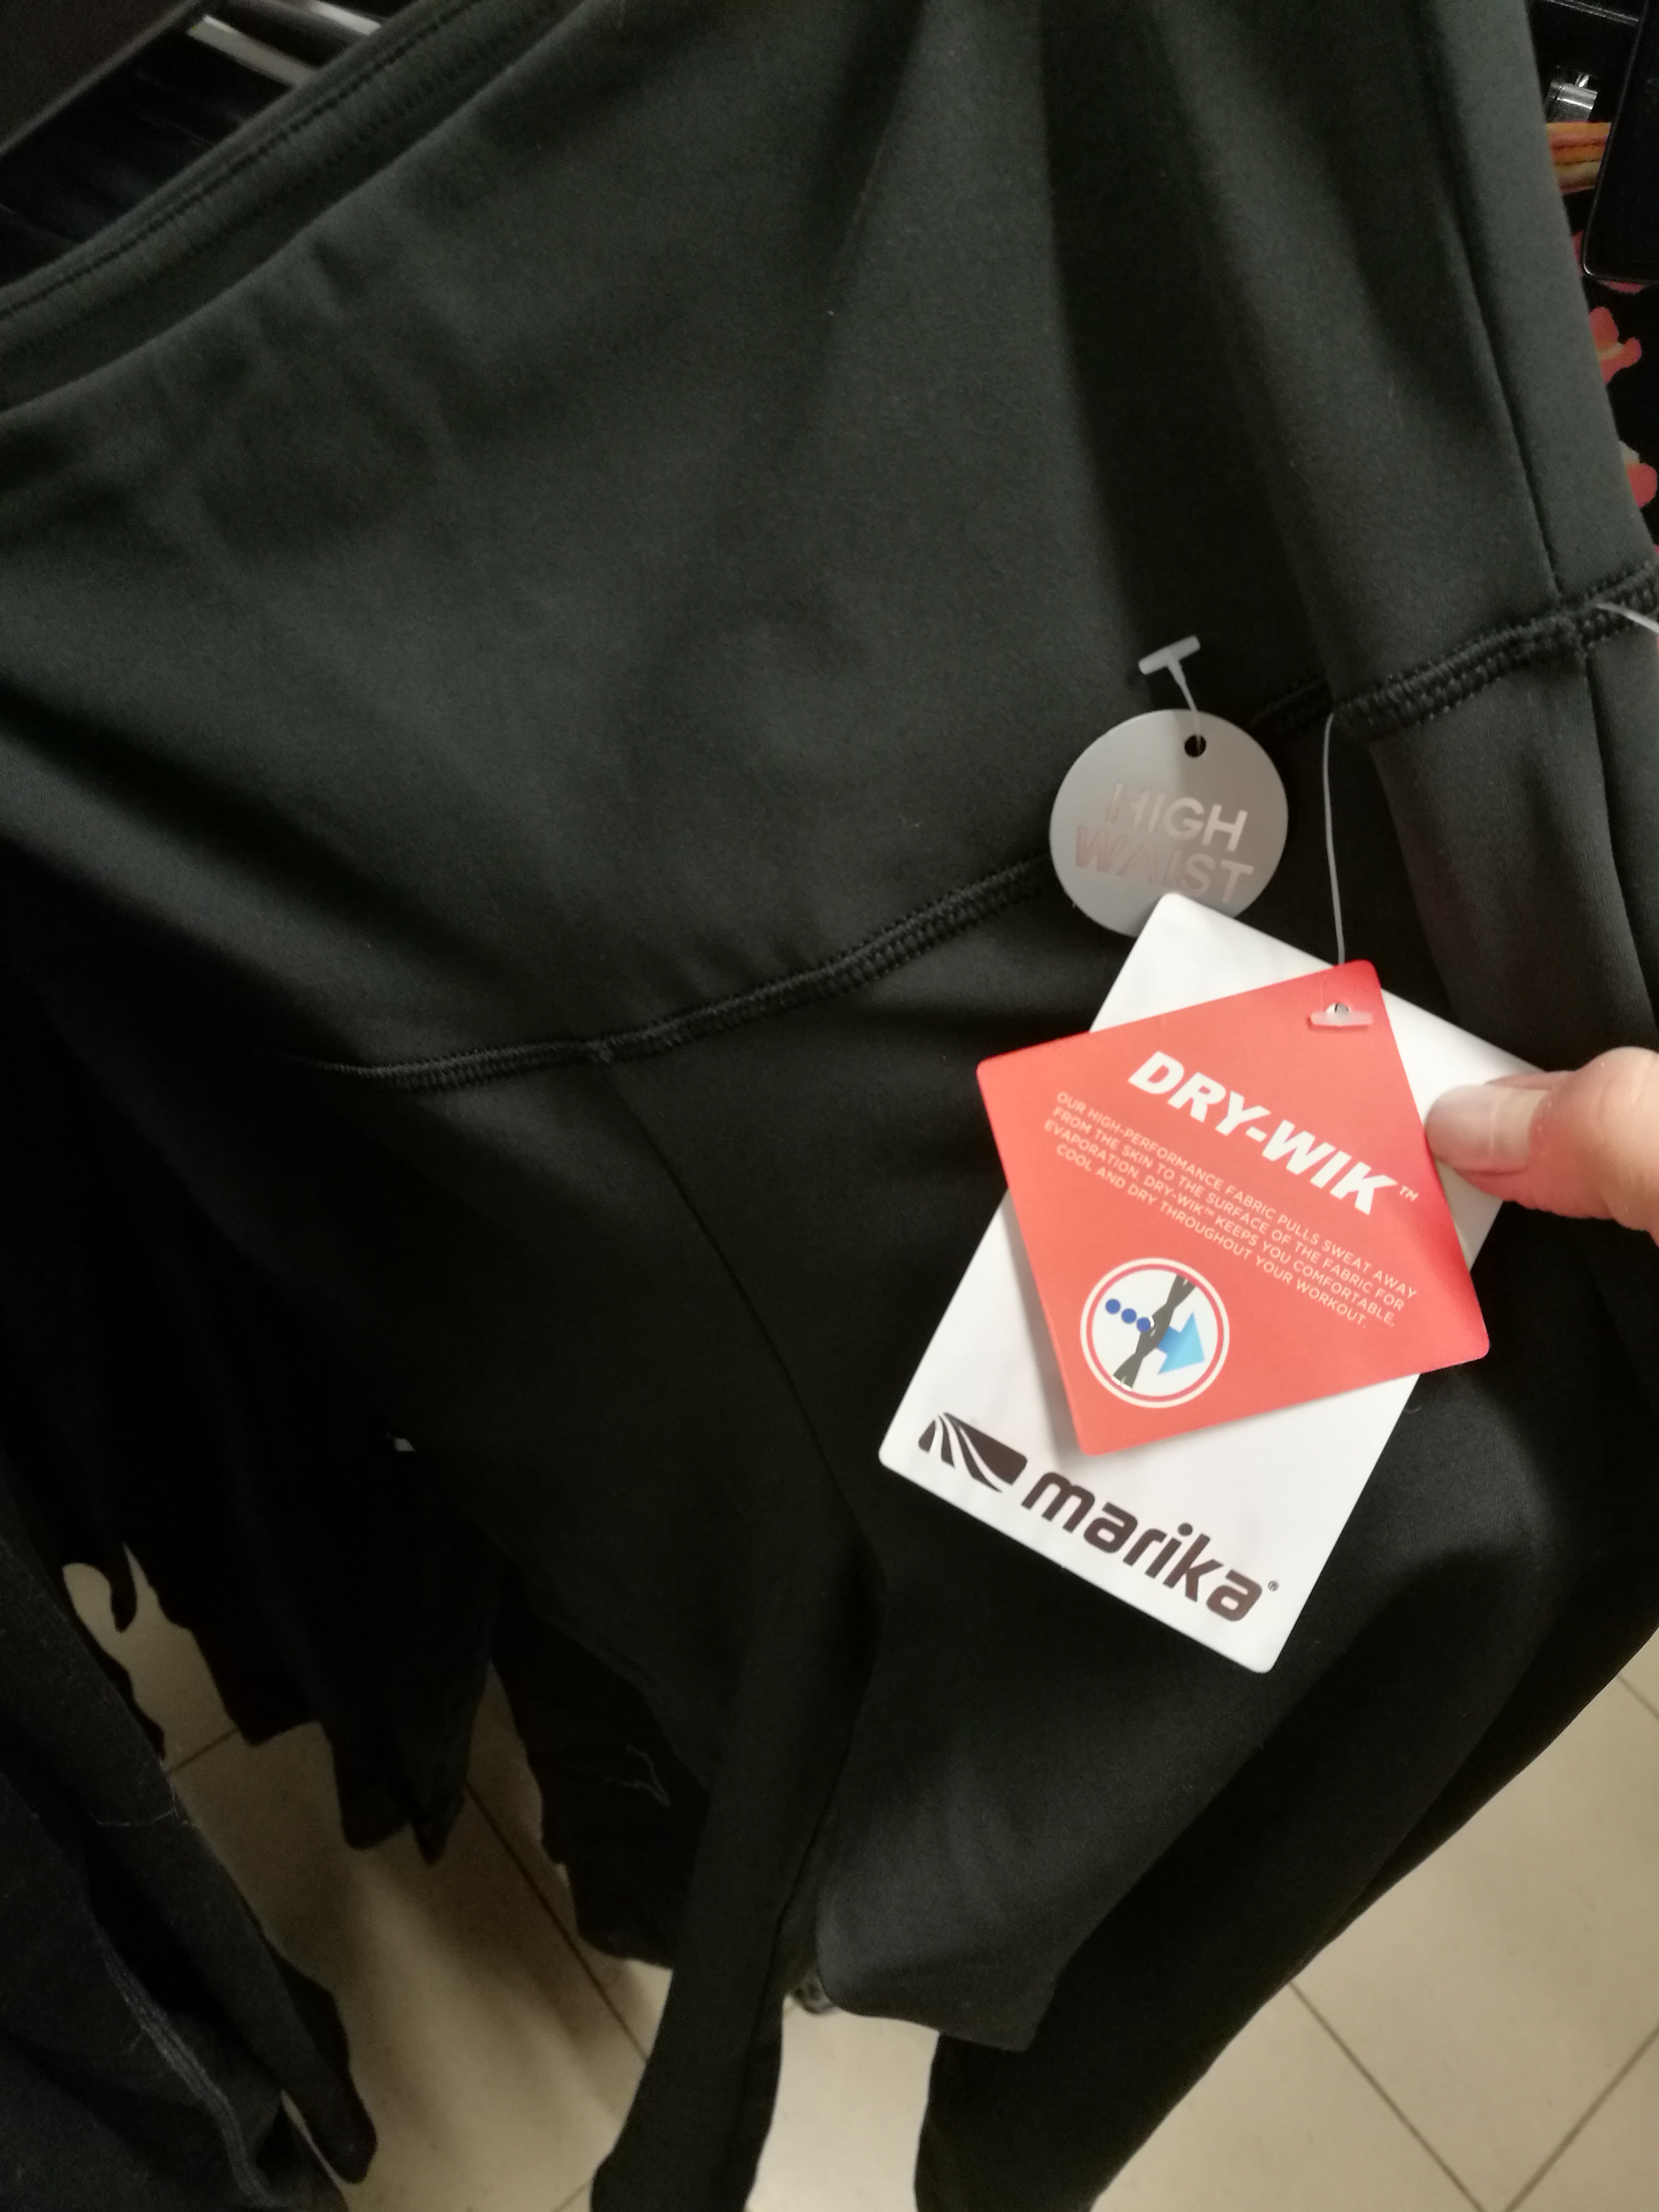 HIGH
WAIST
DRY-WIK™
OUR HIGH-PERFORMANCE FABRIC PULLS SWEAT AWAY
FROM THE SKIN TO THE SURFACE OF THE FABRIC FOR
EVAPORATION. DRY-WIK™ KEEPS YOU COMFORTABLE,
COOL AND DRY THROUGHOUT YOUR WORKOUT.
marika®